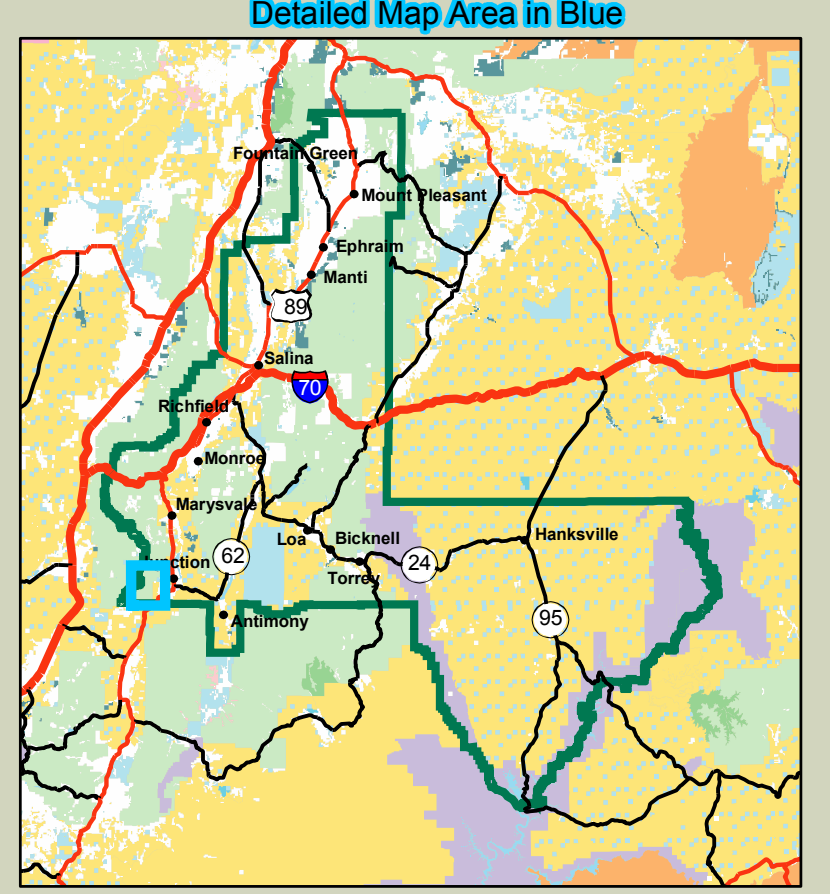 Detailed Map Area in Blue
Fountain Green
Mount Pleasant
Ephraim
Manti
89
Salina
70
Richfield
Monroe
Marysvale
Loa
Bicknell
Hanksville
Junction
62
24
Torrey
Antimony
95